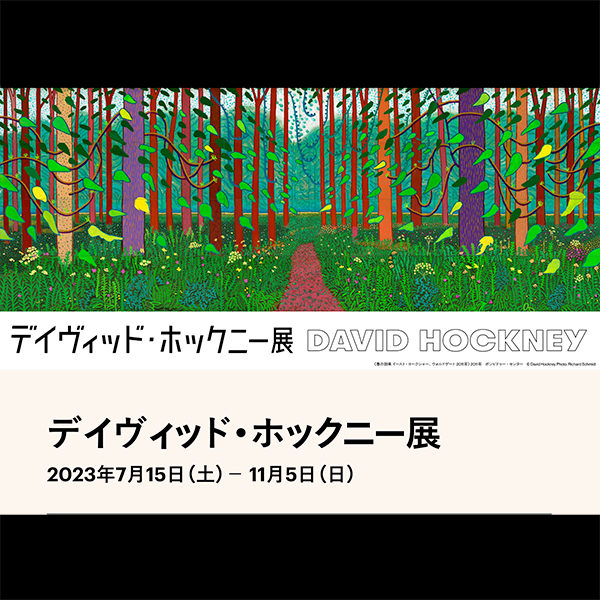 デイヴィッド・ホックニー展 DAVID HOCKNEY
《春の到来 イースト・ヨークシャー、ウォルドゲート 2011年》 2011年 ポンピドゥー・センター © David Hockney Photo: Richard Schmidt
デイヴィッド・ホックニー展
2023年7月15日(土) − 11月5日(日)